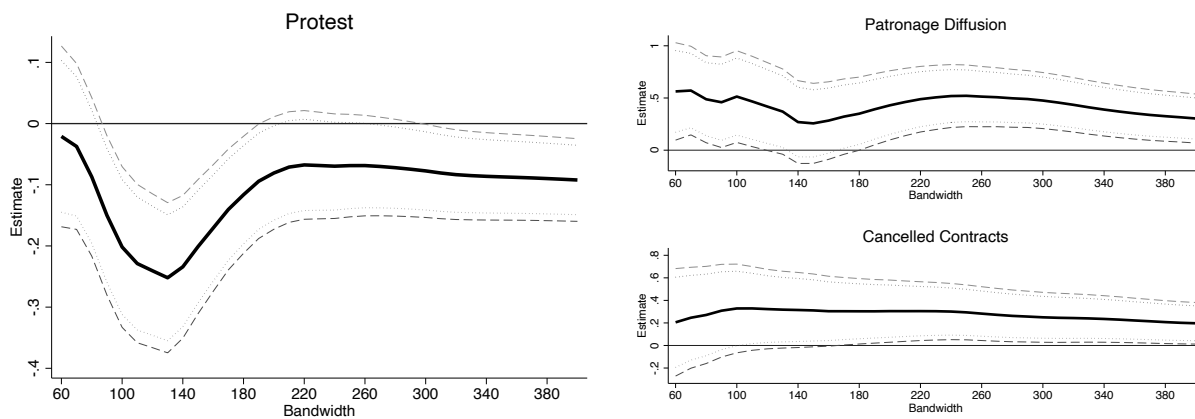 Protest
.1
0
-.1
-.2
-.3
-.4
Estimate
60 100 140 180 220 260 300 340 380
Bandwidth
Patronage Diffusion
1
.5
0
Estimate
60 100 140 180 220 260 300 340 380
Bandwidth
Cancelled Contracts
.8
.6
.4
.2
0
-.2
Estimate
60 100 140 180 220 260 300 340 380
Bandwidth